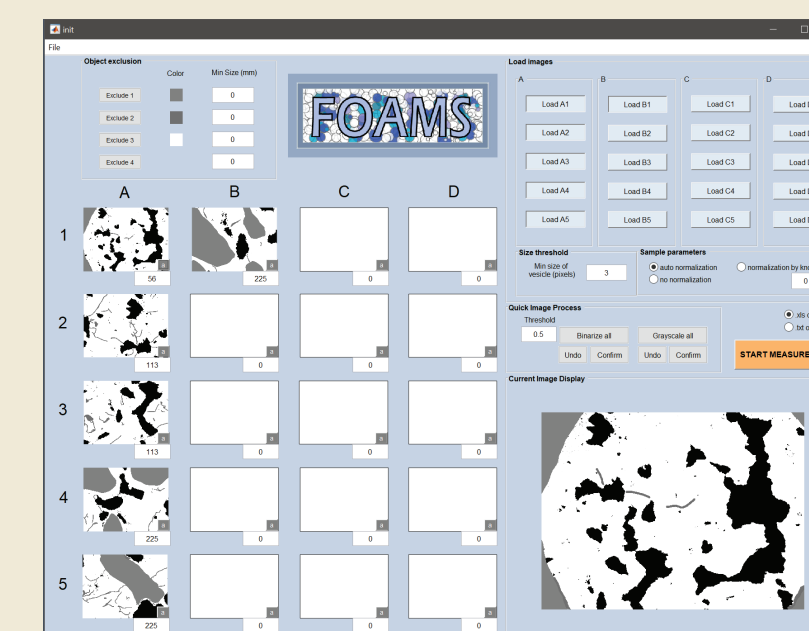 init
File
Object exclusion
Color
Min Size (mm)
Exclude 1
0
Exclude 2
0
Exclude 3
0
Exclude 4
0
FOAMS
Load images
A
B
C
D
Load A1
Load B1
Load C1
Load A2
Load B2
Load C2
Load A3
Load B3
Load C3
Load A4
Load B4
Load C4
Load A5
Load B5
Load C5
Size threshold
Min size of
vesicle (pixels)
3
Sample parameters
auto normalization
normalization by kno
no normalization
0
Quick Image Process
Threshold
0.5
Binarize all
Grayscale all
Undo
Confirm
Undo
Confirm
xls o
txt o
START MEASURE
Current Image Display
A
B
C
D
1
a
a
a
a
56
225
0
0
2
a
a
a
a
113
0
0
0
3
a
a
a
a
113
0
0
0
4
a
a
a
a
225
0
0
0
5
a
a
a
a
225
0
0
0